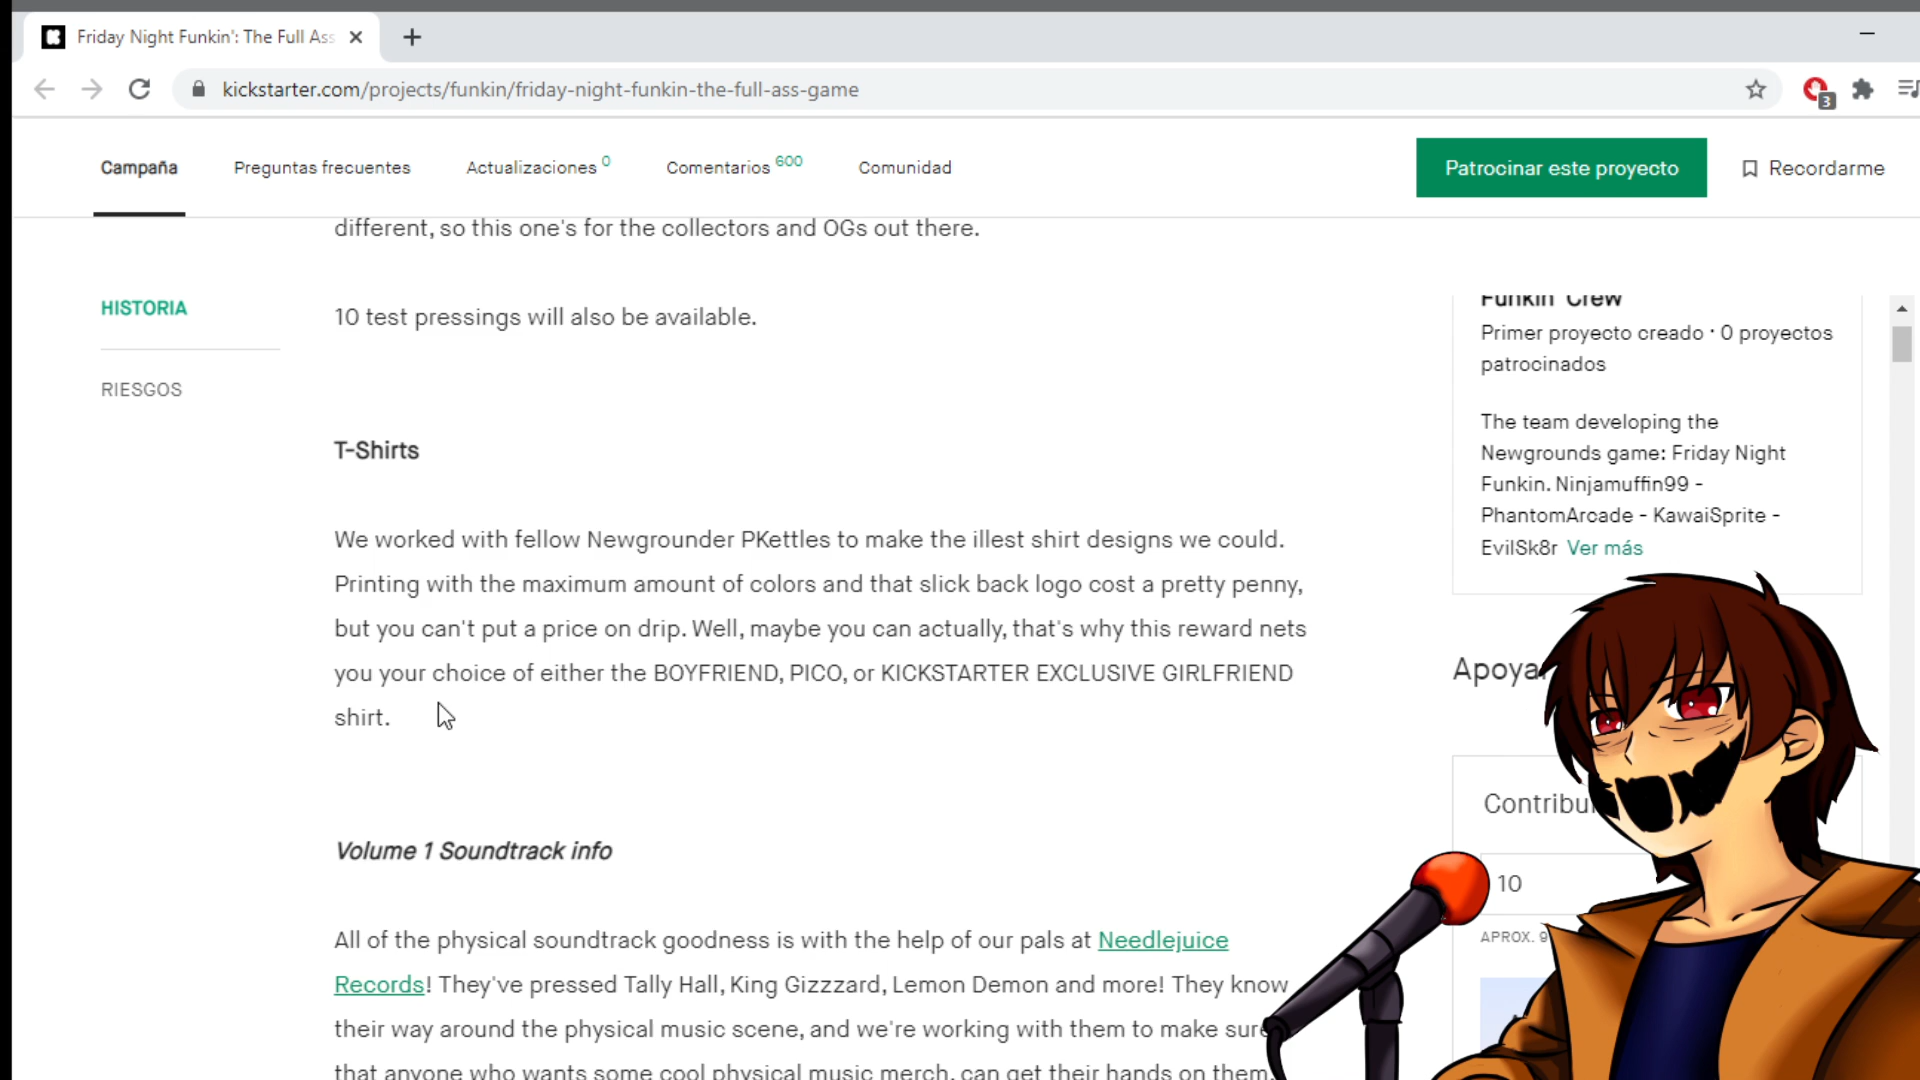 Friday Night Funkin': The Full Ass
kickstarter.com/projects/funkin/friday-night-funkin-the-full-ass-game
3
Campaña Preguntas frecuentes Actualizaciones 0 Comentarios 600 Comunidad Patrocinar este proyecto Recordarme
different, so this one's for the collectors and OGs out there.
HISTORIA
10 test pressings will also be available.
RIESGOS
T-Shirts
We worked with fellow Newgrounder PKettles to make the illest shirt designs we could.
Printing with the maximum amount of colors and that slick back logo cost a pretty penny,
but you can't put a price on drip. Well, maybe you can actually, that's why this reward nets
you your choice of either the BOYFRIEND, PICO, or KICKSTARTER EXCLUSIVE GIRLFRIEND
shirt.
Volume 1 Soundtrack info
All of the physical soundtrack goodness is with the help of our pals at Needlejuice
Records! They've pressed Tally Hall, King Gizzzard, Lemon Demon and more! They know
their way around the physical music scene, and we're working with them to make sure
that anyone who wants some cool physical music merch, can get their hands on them.
Funkin' Crew
Primer proyecto creado · 0 proyectos
patrocinados
The team developing the
Newgrounds game: Friday Night
Funkin. Ninjamuffin99 -
PhantomArcade - KawaiSprite -
EvilSk8r Ver más
10
APROX. 9